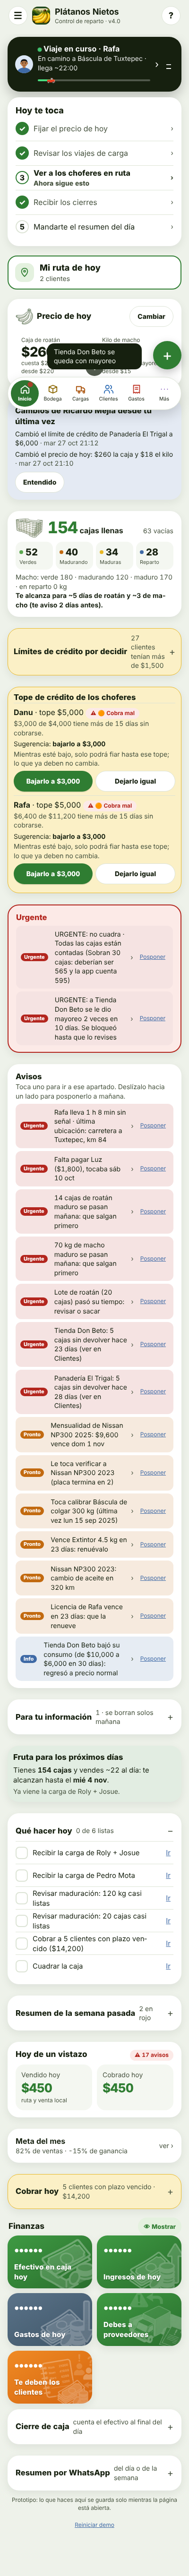 Plátanos Nietos
Control de reparto · v4.0
?
Viaje en curso · Rafa
En camino a Báscula de Tuxtepec ·
llega ~22:00
Hoy te toca
Fijar el precio de hoy
Revisar los viajes de carga
3
Ver a los choferes en ruta
Ahora sigue esto
Recibir los cierres
5
Mandarte el resumen del día
Mi ruta de hoy
2 clientes
Precio de hoy
Cambiar
Caja de roatán
Kilo de macho
$26
cuesta $2
desde $220
desde $15
Tienda Don Beto se
queda con mayoreo
+
Inicio
Bodega
Cargas
Clientes
Gastos
Más
Cambios de Ricardo Mejía desde tu
última vez
Cambió el límite de crédito de Panadería El Trigal a
$6,000 · mar 27 oct 21:12
Cambió el precio de hoy: $260 la caja y $18 el kilo
· mar 27 oct 21:10
Entendido
154 cajas llenas
63 vacías
52
Verdes
40
Madurando
34
Maduras
28
Reparto
Macho: verde 180 · madurando 120 · maduro 170
· en reparto 0 kg
Te alcanza para ~5 días de roatán y ~3 de ma-
cho (te aviso 2 días antes).
Límites de crédito por decidir
27
clientes
tenían más
de $1,500
+
Tope de crédito de los choferes
Danu · tope $5,000
Cobra mal
$3,000 de $4,000 tiene más de 15 días sin
cobrarse.
Sugerencia: bajarlo a $3,000
Mientras esté bajo, solo podrá fiar hasta ese tope;
lo que ya deben no cambia.
Bajarlo a $3,000
Dejarlo igual
Rafa · tope $5,000
Cobra mal
$6,400 de $11,200 tiene más de 15 días sin
cobrarse.
Sugerencia: bajarlo a $3,000
Mientras esté bajo, solo podrá fiar hasta ese tope;
lo que ya deben no cambia.
Bajarlo a $3,000
Dejarlo igual
Urgente
Urgente
URGENTE: no cuadra ·
Todas las cajas están
contadas (Sobran 30
cajas: deberían ser
565 y la app cuenta
595)
Posponer
Urgente
URGENTE: a Tienda
Don Beto se le dio
mayoreo 2 veces en
10 días. Se bloqueó
hasta que lo revises
Posponer
Avisos
Toca uno para ir a ese apartado. Deslízalo hacia
un lado para posponerlo a mañana.
Urgente
Rafa lleva 1 h 8 min sin
señal · última
ubicación: carretera a
Tuxtepec, km 84
Posponer
Urgente
Falta pagar Luz
($1,800), tocaba sáb
10 oct
Posponer
Urgente
14 cajas de roatán
maduro se pasan
mañana: que salgan
primero
Posponer
Urgente
70 kg de macho
maduro se pasan
mañana: que salgan
primero
Posponer
Urgente
Lote de roatán (20
cajas) pasó su tiempo:
revisar o sacar
Posponer
Urgente
Tienda Don Beto: 5
cajas sin devolver hace
23 días (ver en
Clientes)
Posponer
Urgente
Panadería El Trigal: 5
cajas sin devolver hace
28 días (ver en
Clientes)
Posponer
Pronto
Mensualidad de Nissan
NP300 2025: $9,600
vence dom 1 nov
Posponer
Pronto
Le toca verificar a
Nissan NP300 2023
(placa termina en 2)
Posponer
Pronto
Toca calibrar Báscula de
colgar 300 kg (última
vez lun 15 sep 2025)
Posponer
Pronto
Vence Extintor 4.5 kg en
23 días: renuévalo
Posponer
Pronto
Nissan NP300 2023:
cambio de aceite en
320 km
Posponer
Pronto
Licencia de Rafa vence
en 23 días: que la
renueve
Posponer
Info
Tienda Don Beto bajó su
consumo (de $10,000 a
$6,000 en 30 días):
regresó a precio normal
Posponer
Para tu información
1 · se borran solos
mañana
+
Fruta para los próximos días
Tienes 154 cajas y vendes ~22 al día: te
alcanzan hasta el mié 4 nov.
Ya viene la carga de Roly + Josue.
Qué hacer hoy
0 de 6 listas
−
Recibir la carga de Roly + Josue
Ir
Recibir la carga de Pedro Mota
Ir
Revisar maduración: 120 kg casi
listas
Ir
Revisar maduración: 20 cajas casi
listas
Ir
Cobrar a 5 clientes con plazo ven-
cido ($14,200)
Ir
Cuadrar la caja
Ir
Resumen de la semana pasada
2 en
rojo
+
Hoy de un vistazo
17 avisos
Vendido hoy
$450
ruta y venta local
Cobrado hoy
$450
Meta del mes
82% de ventas · -15% de ganancia
ver ›
Cobrar hoy
5 clientes con plazo vencido ·
$14,200
+
Finanzas
Mostrar
Efectivo en caja
hoy
Ingresos de hoy
Gastos de hoy
Debes a
proveedores
Te deben los
clientes
Cierre de caja
cuenta el efectivo al final del
día
+
Resumen por WhatsApp
del día o de la
semana
+
Prototipo: lo que haces aquí se guarda solo mientras la página
está abierta.
Reiniciar demo